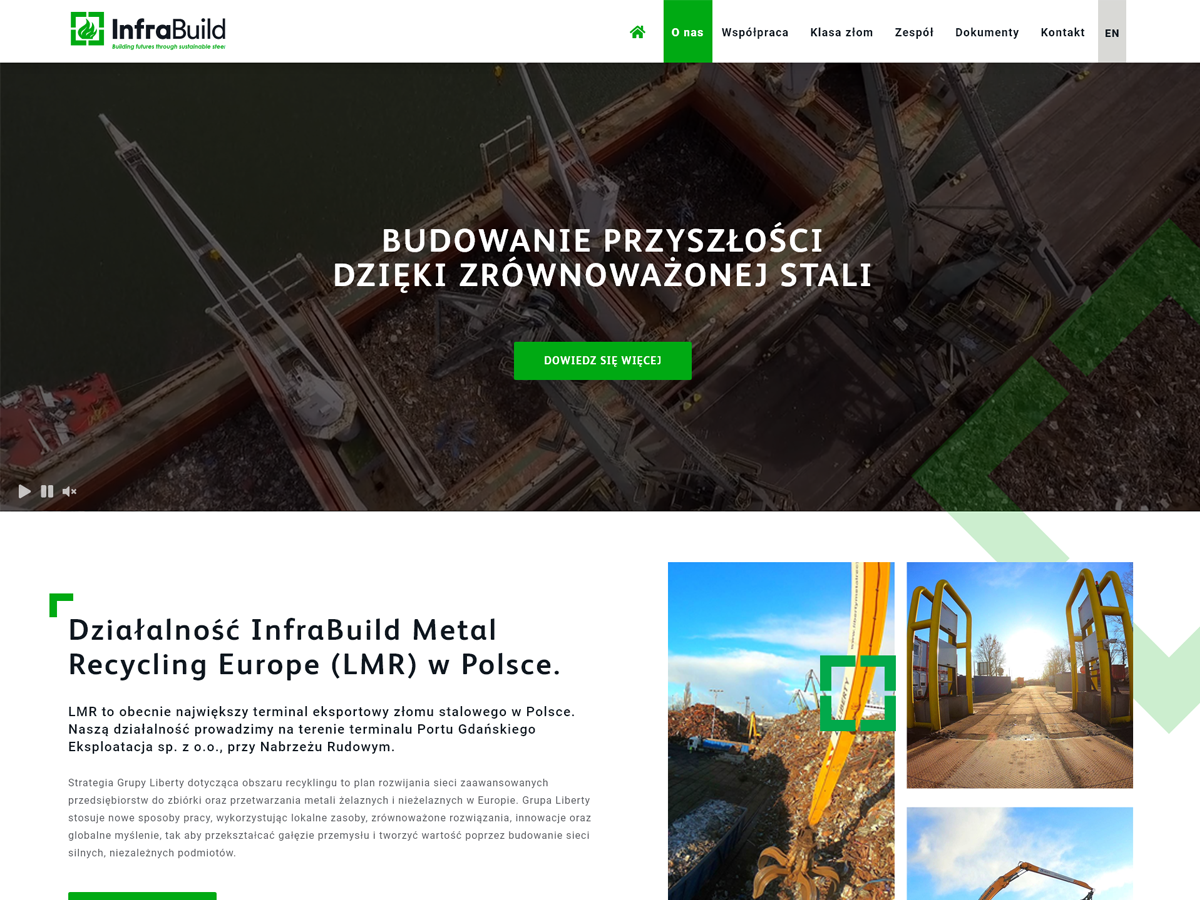 InfraBuild
Building futures through sustainable steel
O nas
Współpraca
Klasa złom
Zespół
Dokumenty
Kontakt
EN
BUDOWANIE PRZYSZŁOŚCI
DZIĘKI ZRÓWNOWAŻONEJ STALI
DOWIEDZ SIĘ WIĘCEJ
Działalność InfraBuild Metal
Recycling Europe (LMR) w Polsce.
LMR to obecnie największy terminal eksportowy złomu stalowego w Polsce.
Naszą działalność prowadzimy na terenie terminalu Portu Gdańskiego
Eksploatacja sp. z o.o., przy Nabrzeżu Rudowym.
Strategia Grupy Liberty dotycząca obszaru recyklingu to plan rozwijania sieci zaawansowanych
przedsiębiorstw do zbiórki oraz przetwarzania metali żelaznych i nieżelaznych w Europie. Grupa Liberty
stosuje nowe sposoby pracy, wykorzystując lokalne zasoby, zrównoważone rozwiązania, innowacje oraz
globalne myślenie, tak aby przekształcać gałęzie przemysłu i tworzyć wartość poprzez budowanie sieci
silnych, niezależnych podmiotów.
LIBERTY